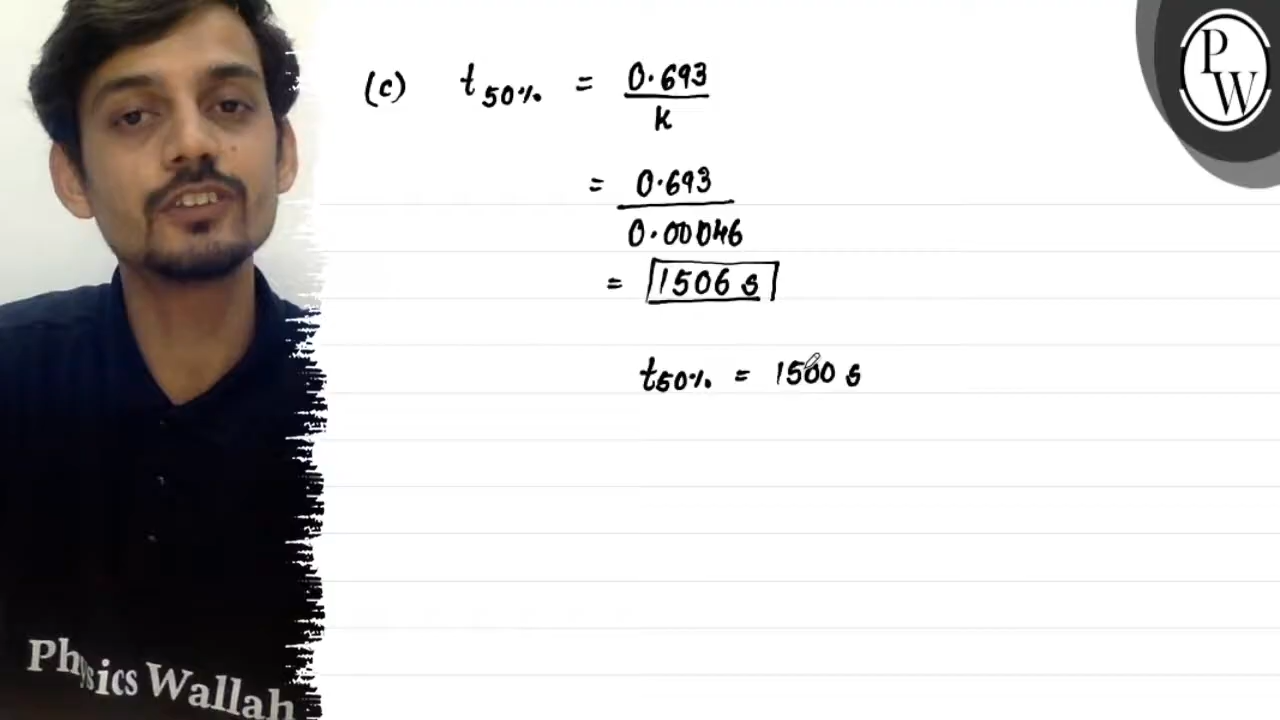 PW
(c) t50% = 0.693
k
= 0.693
0.00046
= 1506 s
t50% = 1500 s
Physics Wallah